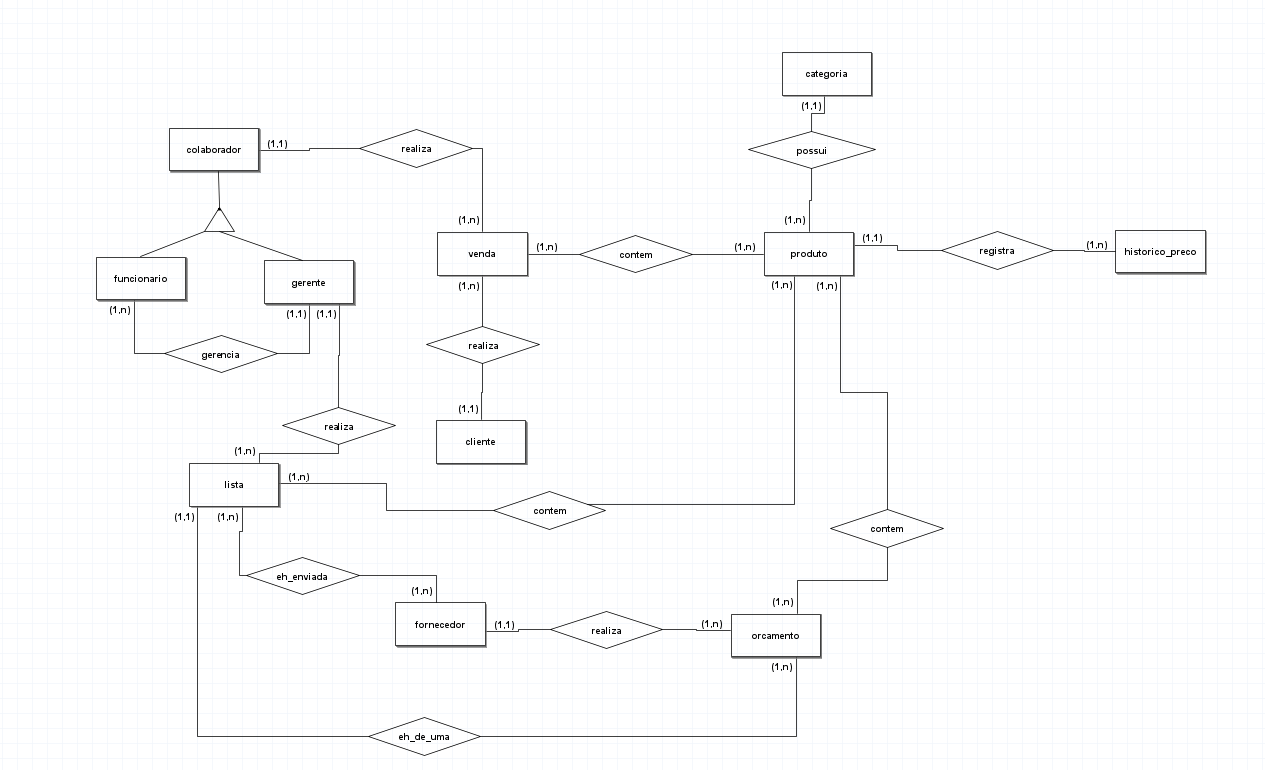 categoria
(1,1)
possui
colaborador
(1,1)
realiza
(1,n)
(1,n)
venda
(1,n)
contem
(1,n)
produto
(1,1)
registra
(1,n)
historico_preco
funcionario
gerente
(1,n)
(1,1)
(1,1)
(1,n)
(1,n)
(1,n)
gerencia
realiza
(1,1)
cliente
realiza
(1,n)
lista
(1,n)
contem
contem
(1,1)
(1,n)
eh_enviada
(1,n)
fornecedor
(1,1)
realiza
(1,n)
(1,n)
orcamento
(1,n)
eh_de_uma